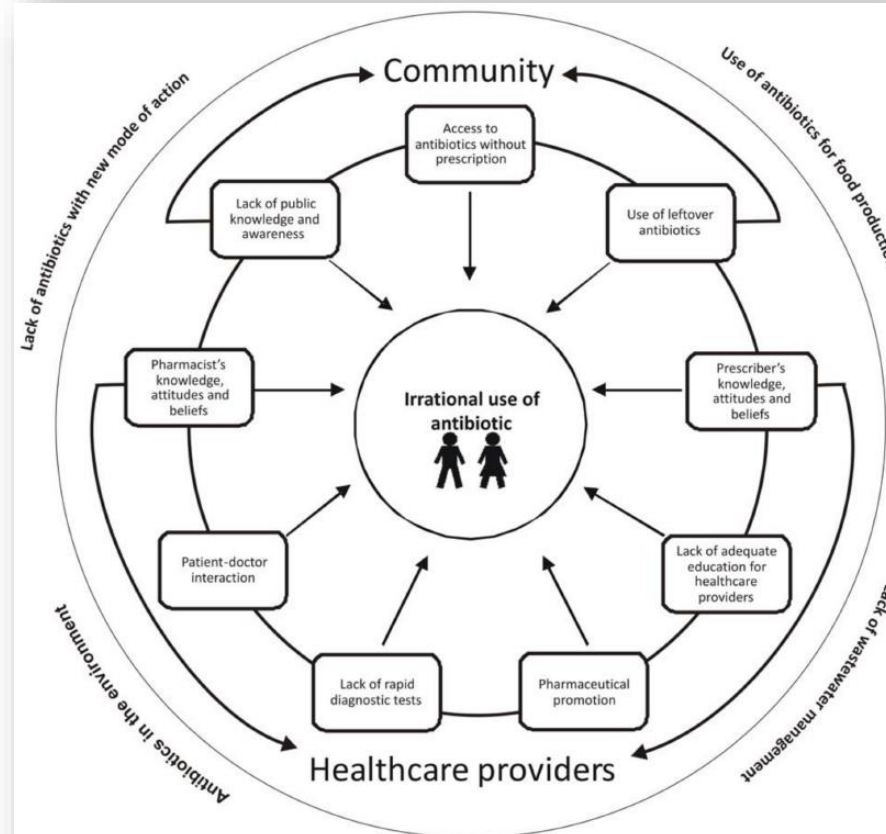 Community
Lack of antibiotics with new mode of action
Use of antibiotics for food production
Access to
antibiotics without
prescription
Lack of public
knowledge and
awareness
Use of leftover
antibiotics
Pharmacist's
knowledge,
attitudes and
beliefs
Irrational use of
antibiotic
Prescriber's
knowledge,
attitudes and
beliefs
Patient-doctor
interaction
Lack of adequate
education for
healthcare
providers
Lack of rapid
diagnostic tests
Pharmaceutical
promotion
Antibiotics in the environment
Lack of wastewater management
Healthcare providers